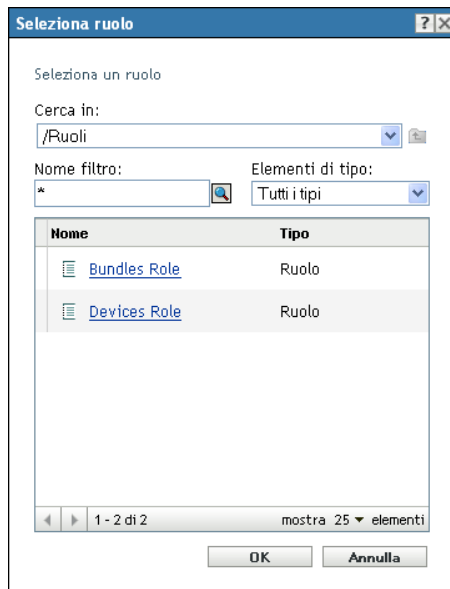 Seleziona ruolo ? X
Seleziona un ruolo
Cerca in:
/Ruoli
Nome filtro: Elementi di tipo:
* Tutti i tipi
Nome Tipo
Bundles Role Ruolo
Devices Role Ruolo
1 - 2 di 2 mostra 25 elementi
OK Annulla